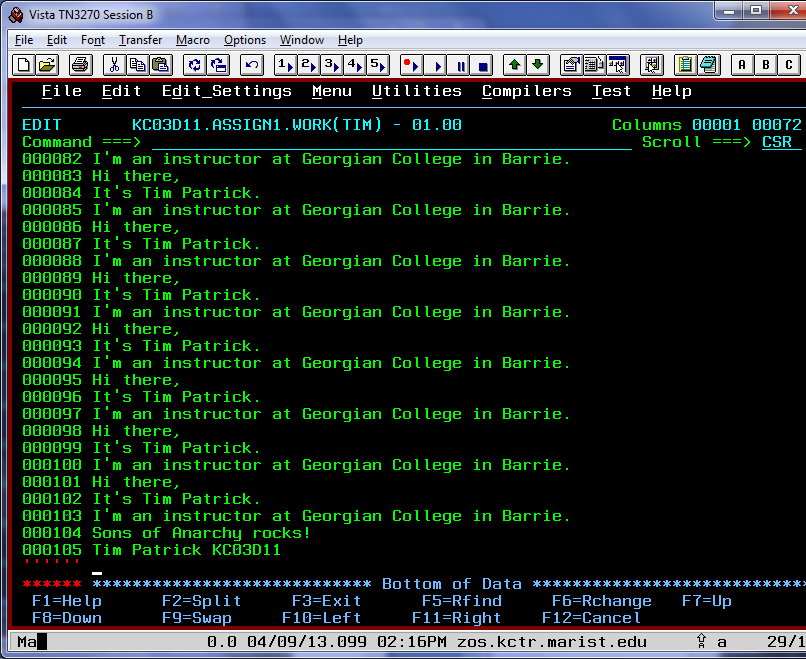 Vista TN3270 Session B
File Edit Font Transfer Macro Options Window Help
1 2 3 4 5 A B C
File Edit Edit_Settings Menu Utilities Compilers Test Help
EDIT KC03D11.ASSIGN1.WORK(TIM) - 01.00 Columns 00001 00072
Command ===> Scroll ===> CSR
000082 I'm an instructor at Georgian College in Barrie.
000083 Hi there,
000084 It's Tim Patrick.
000085 I'm an instructor at Georgian College in Barrie.
000086 Hi there,
000087 It's Tim Patrick.
000088 I'm an instructor at Georgian College in Barrie.
000089 Hi there,
000090 It's Tim Patrick.
000091 I'm an instructor at Georgian College in Barrie.
000092 Hi there,
000093 It's Tim Patrick.
000094 I'm an instructor at Georgian College in Barrie.
000095 Hi there,
000096 It's Tim Patrick.
000097 I'm an instructor at Georgian College in Barrie.
000098 Hi there,
000099 It's Tim Patrick.
000100 I'm an instructor at Georgian College in Barrie.
000101 Hi there,
000102 It's Tim Patrick.
000103 I'm an instructor at Georgian College in Barrie.
000104 Sons of Anarchy rocks!
000105 Tim Patrick KC03D11
''''''
****** **************************** Bottom of Data ****************************
F1=Help F2=Split F3=Exit F5=Rfind F6=Rchange F7=Up
F8=Down F9=Swap F10=Left F11=Right F12=Cancel
Ma 0.0 04/09/13.099 02:16PM zos.kctr.marist.edu a 29/1